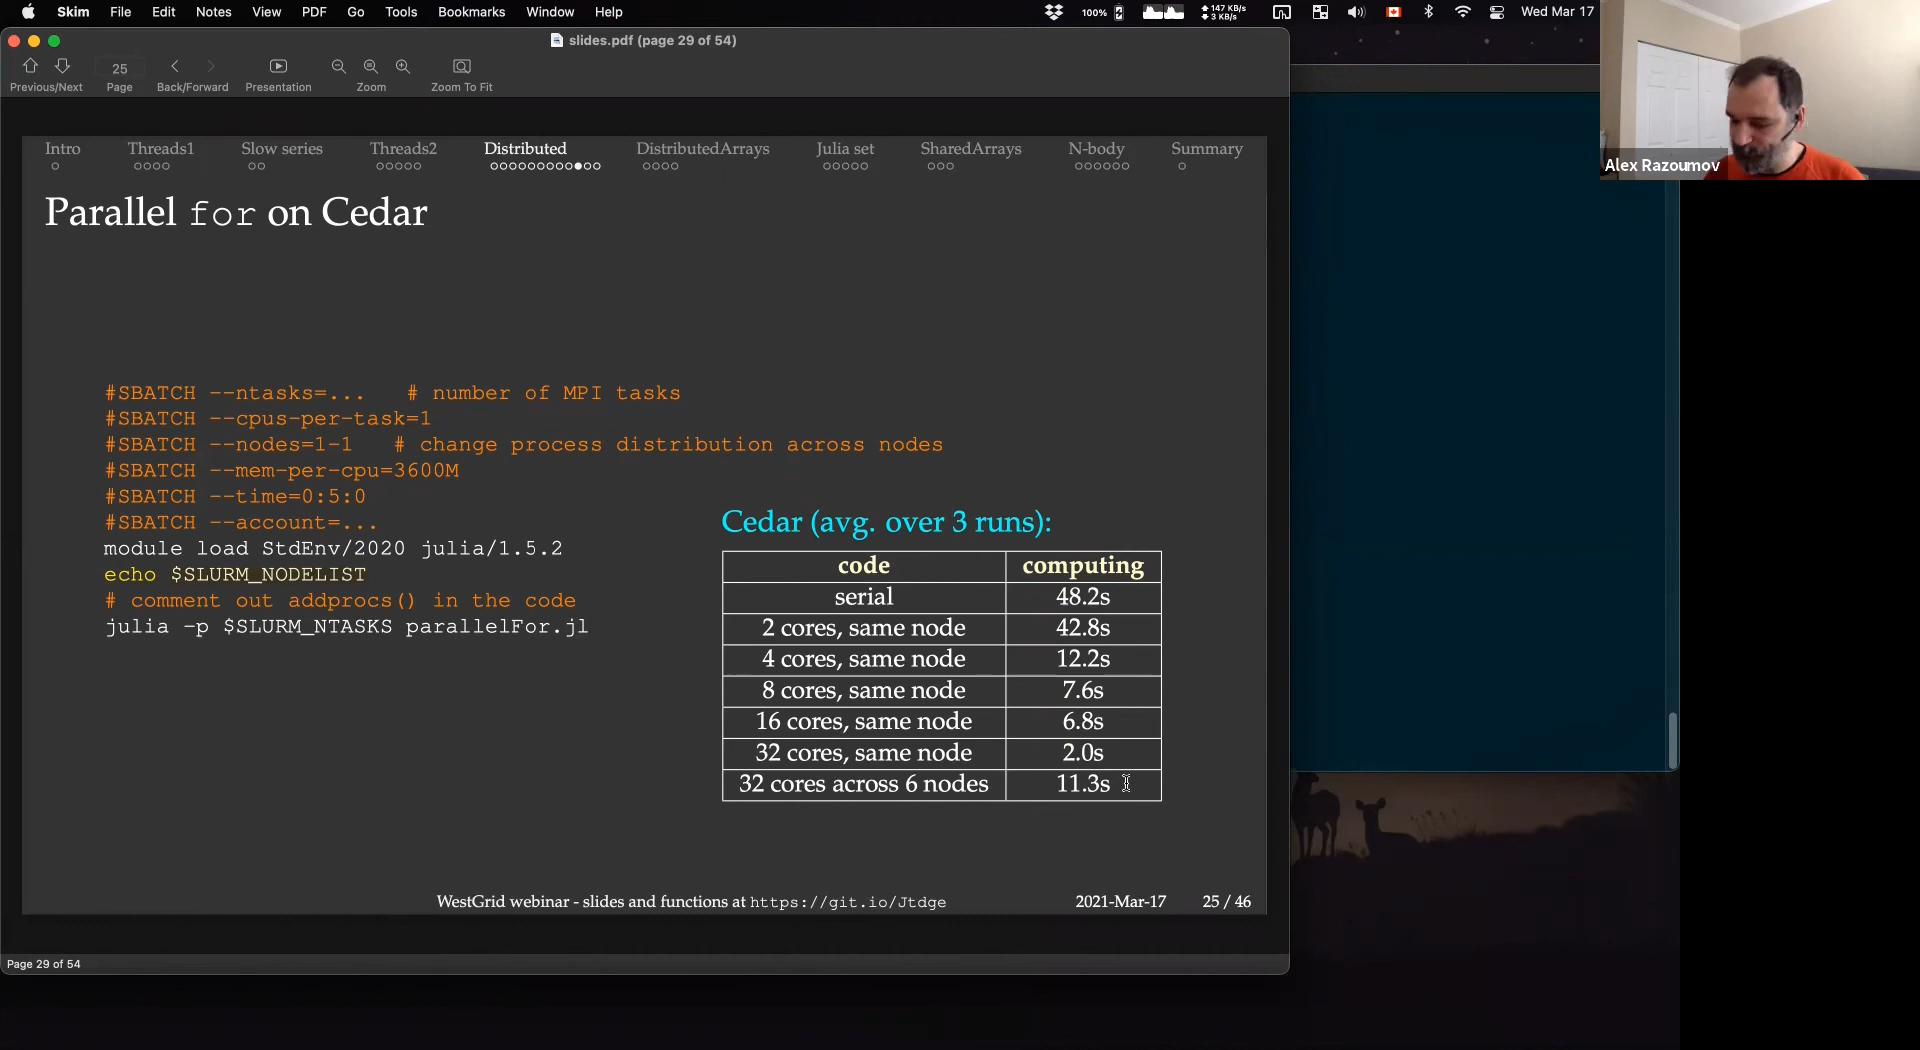 Skim File Edit Notes View PDF Go Tools Bookmarks Window Help 100% 147 KB/s 3 KB/s Wed Mar 17
slides.pdf (page 29 of 54)
25
Previous/Next Page Back/Forward Presentation Zoom Zoom To Fit
Alex Razoumov
Intro Threads1 Slow series Threads2 Distributed DistributedArrays Julia set SharedArrays N-body Summary
Parallel for on Cedar
#SBATCH --ntasks=... # number of MPI tasks
#SBATCH --cpus-per-task=1
#SBATCH --nodes=1-1 # change process distribution across nodes
#SBATCH --mem-per-cpu=3600M
#SBATCH --time=0:5:0
#SBATCH --account=...
module load StdEnv/2020 julia/1.5.2
echo $SLURM_NODELIST
# comment out addprocs() in the code
julia -p $SLURM_NTASKS parallelFor.jl
Cedar (avg. over 3 runs):
code computing
serial 48.2s
2 cores, same node 42.8s
4 cores, same node 12.2s
8 cores, same node 7.6s
16 cores, same node 6.8s
32 cores, same node 2.0s
32 cores across 6 nodes 11.3s
WestGrid webinar - slides and functions at https://git.io/Jtdge 2021-Mar-17 25 / 46
Page 29 of 54